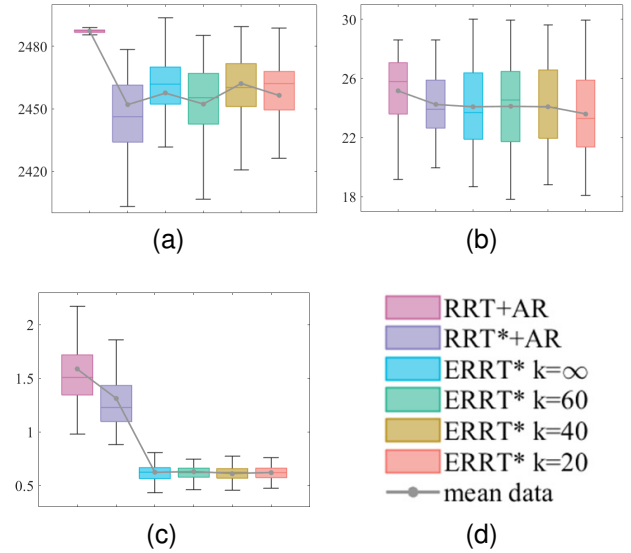 2480
2450
2420
(a)
30
26
22
18
(b)
2
1.5
1
0.5
(c)
RRT+AR
RRT*+AR
ERRT* k=∞
ERRT* k=60
ERRT* k=40
ERRT* k=20
mean data
(d)